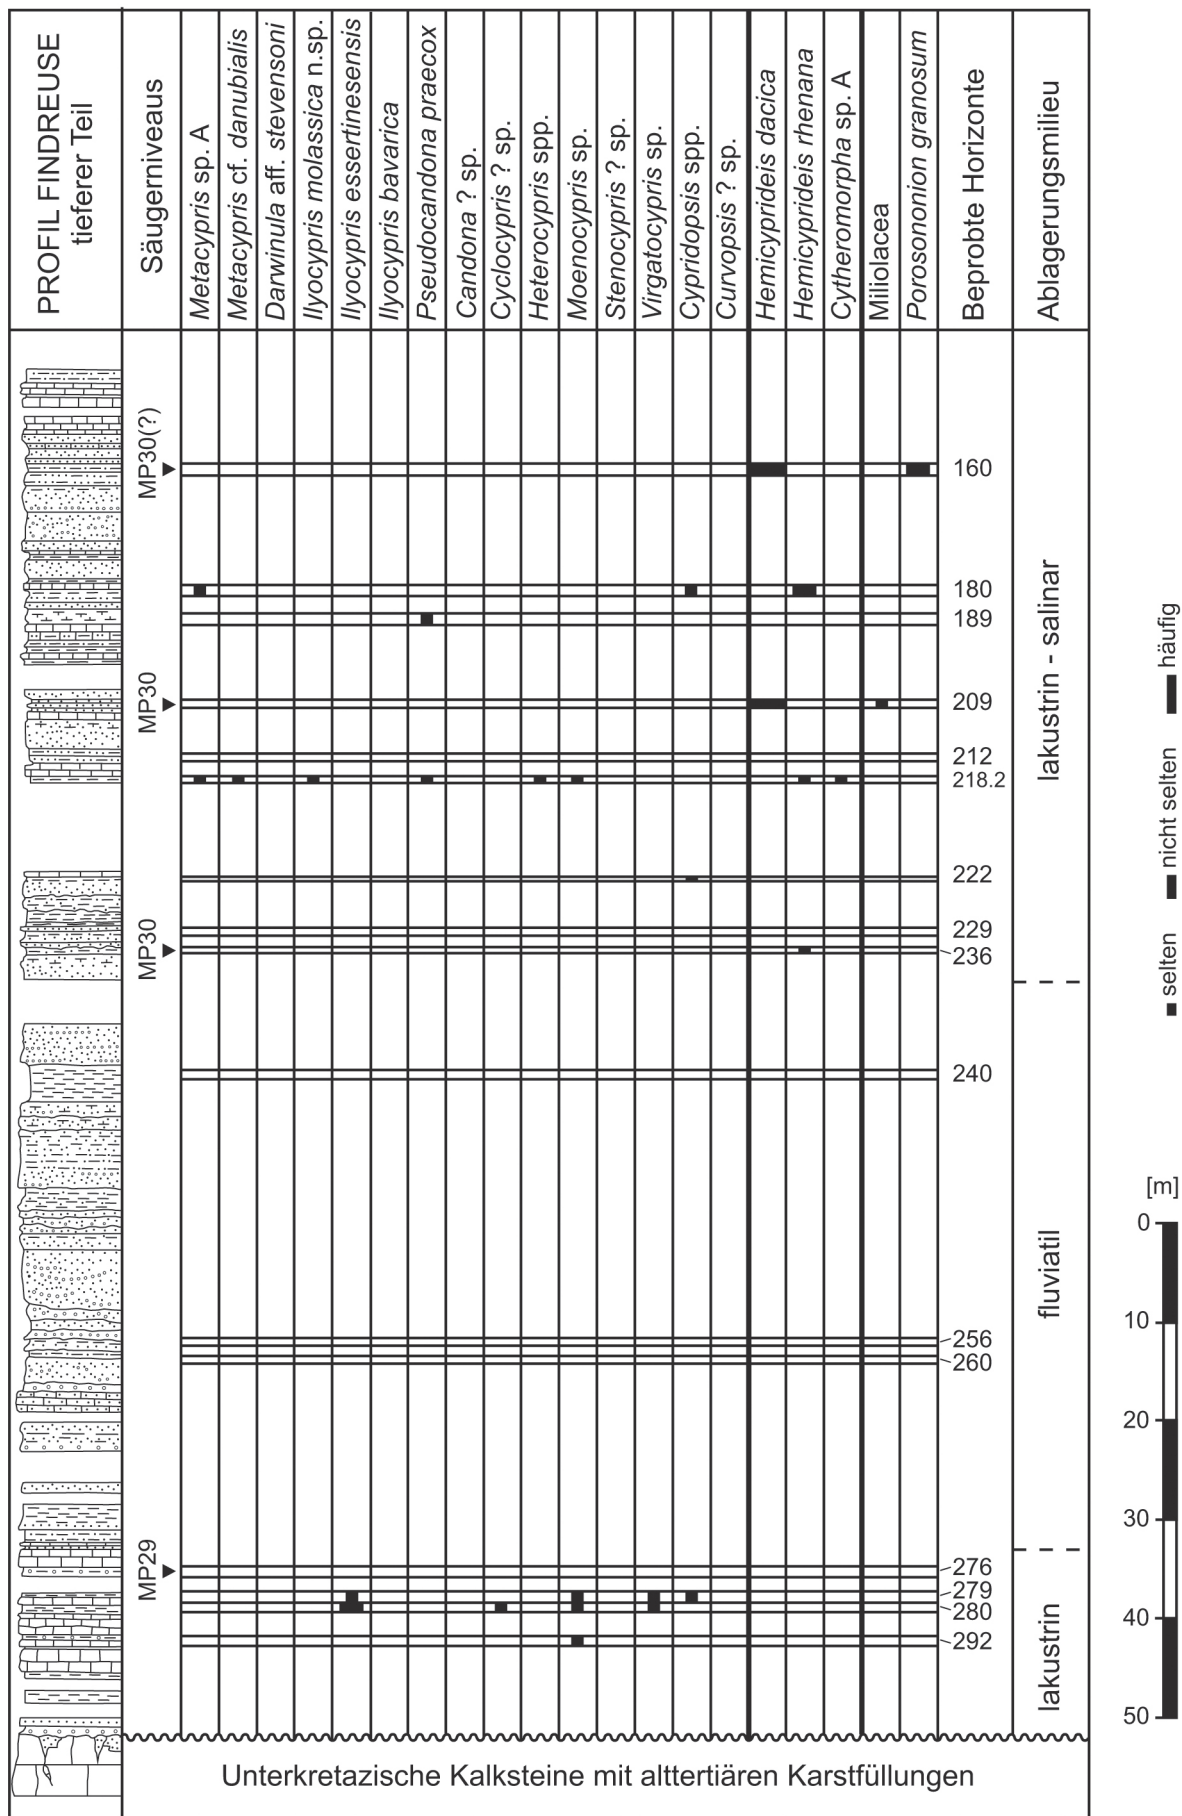 PROFIL FINDREUSE
tieferer Teil
Säugerniveaus
Metacypris sp. A
Metacypris cf. danubialis
Darwinula aff. stevensoni
Ilyocypris molassica n.sp.
Ilyocypris essertinesensis
Ilyocypris bavarica
Pseudocandona praecox
Candona ? sp.
Cyclocypris ? sp.
Heterocypris spp.
Moenocypris sp.
Stenocypris ? sp.
Virgatocypris sp.
Cypridopsis spp.
Curvopsis ? sp.
Hemicyprideis dacica
Hemicyprideis rhenana
Cytheromorpha sp. A
Miliolacea
Porosononion granosum
Beprobte Horizonte
Ablagerungsmilieu
MP30(?)
MP30
MP30
MP29
160
180
189
209
212
218.2
222
229
236
240
256
260
276
279
280
292
lakustrin - salinar
fluviatil
lakustrin
Unterkretazische Kalksteine mit alttertiären Karstfüllungen
häufig
nicht selten
selten
[m]
0
10
20
30
40
50